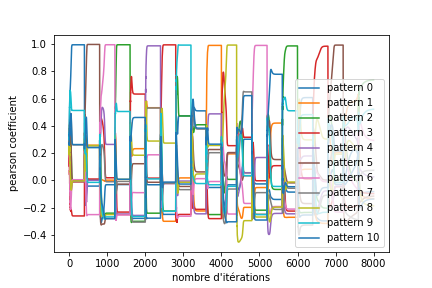 1.0
0.8
0.6
0.4
0.2
0.0
−0.2
−0.4
pearson coefficient
0
1000
2000
3000
4000
5000
6000
7000
8000
nombre d'itérations
pattern 0
pattern 1
pattern 2
pattern 3
pattern 4
pattern 5
pattern 6
pattern 7
pattern 8
pattern 9
pattern 10